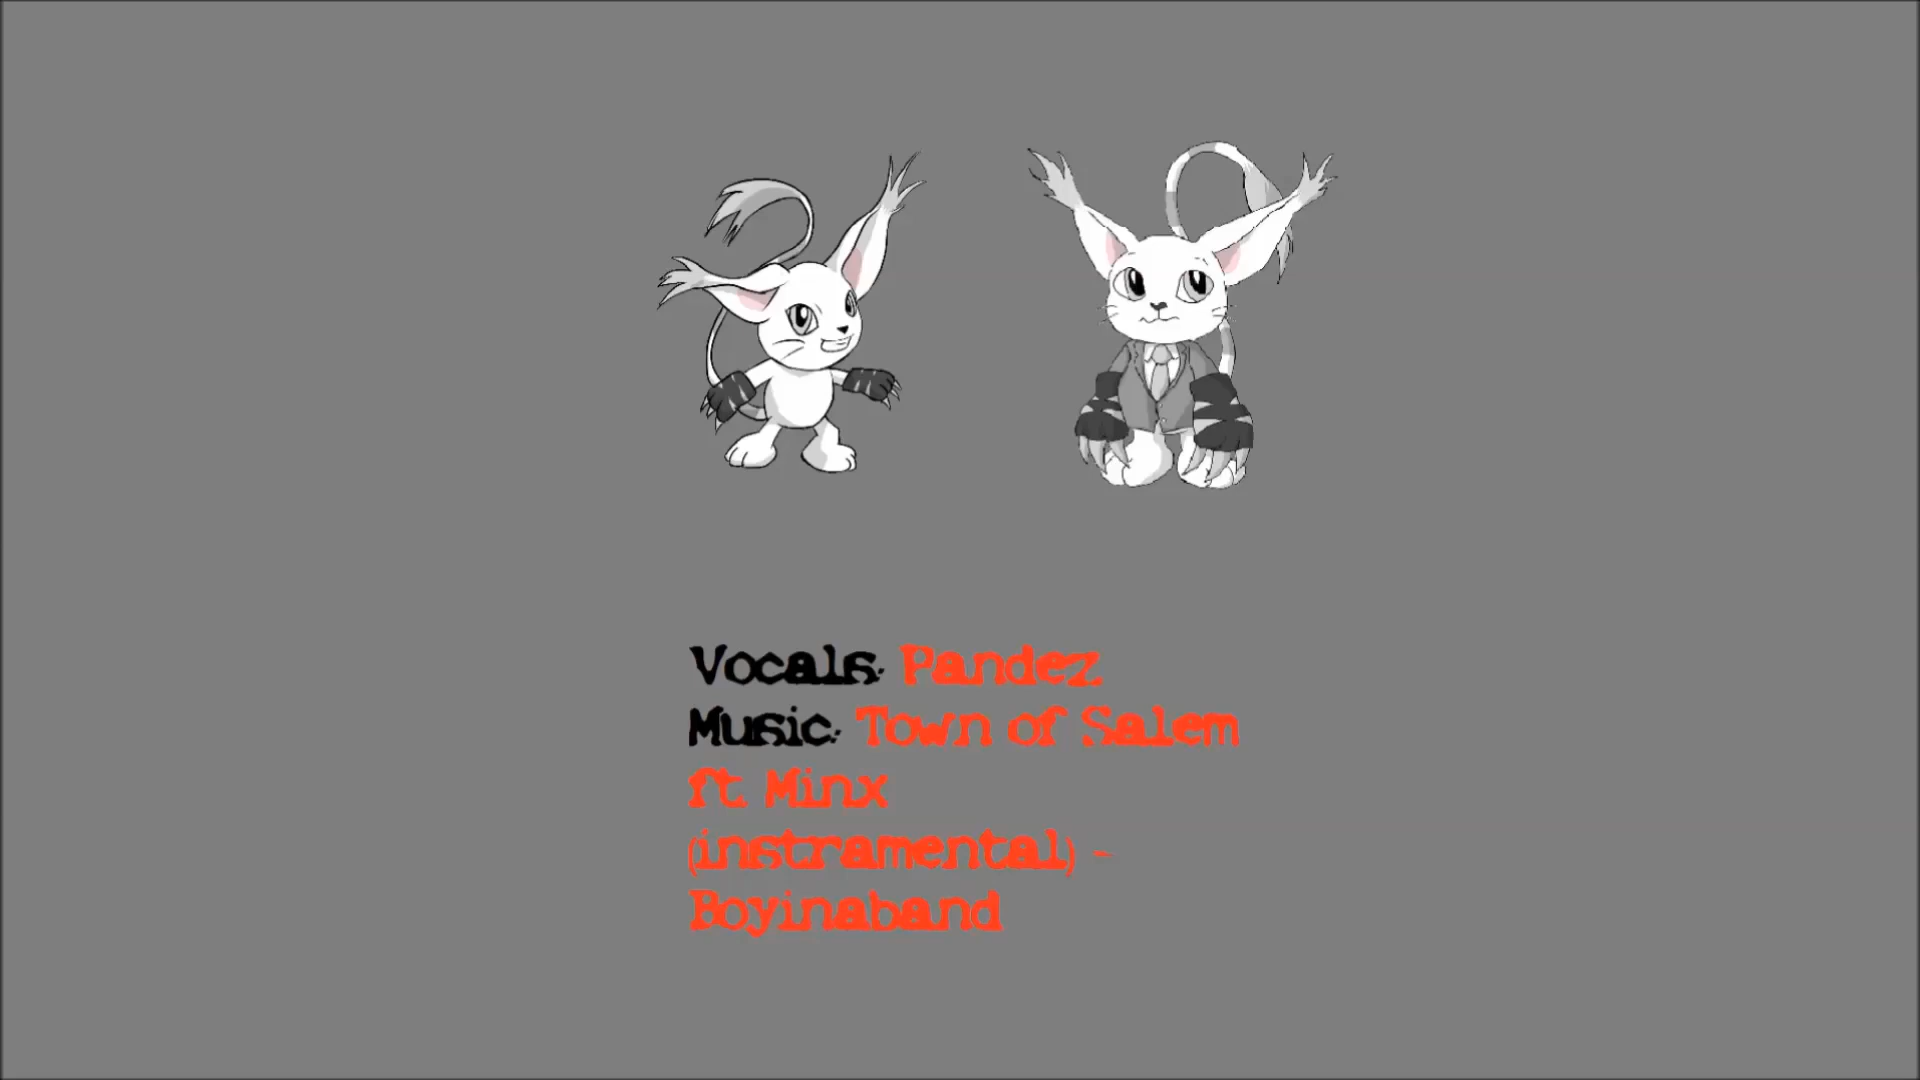 Vocals: Pandez
Music: Town of Salem
ft Minx
(instramental) -
Boyinaband